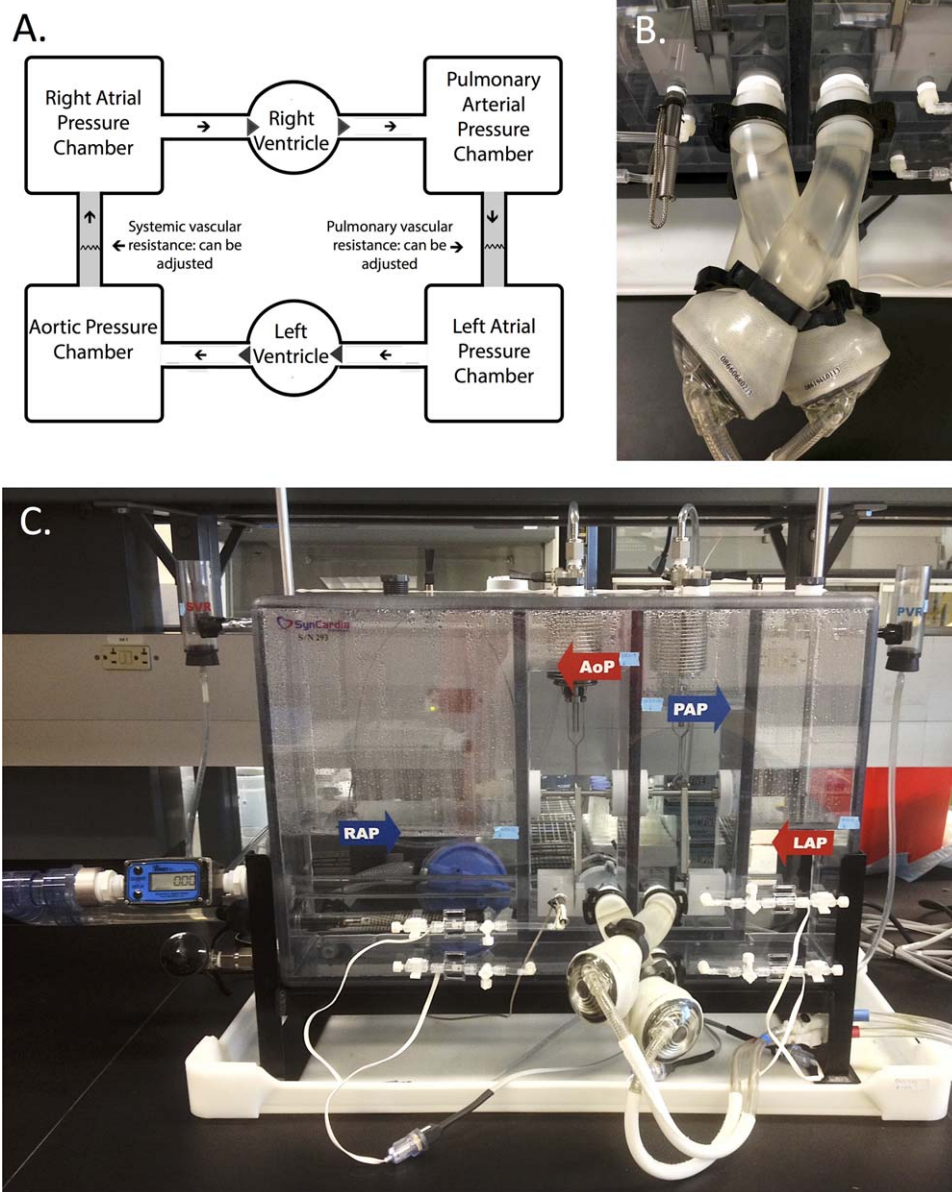 A.
Right Atrial
Pressure
Chamber
Right
Ventricle
Pulmonary
Arterial
Pressure
Chamber
Systemic vascular
resistance: can be
adjusted
Pulmonary vascular
resistance: can be
adjusted
Aortic Pressure
Chamber
Left
Ventricle
Left Atrial
Pressure
Chamber
B.
C.
SVR
PVR
SynCardia
S/N 293
AoP
PAP
RAP
LAP
000